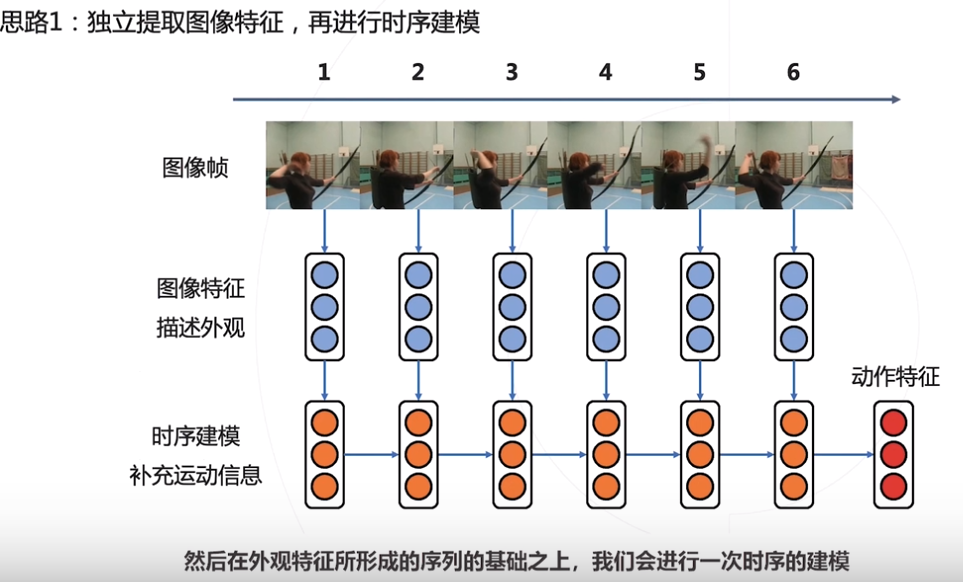 思路1：独立提取图像特征，再进行时序建模
1 2 3 4 5 6
图像帧
图像特征
描述外观
动作特征
时序建模
补充运动信息
然后在外观特征所形成的序列的基础之上，我们会进行一次时序的建模